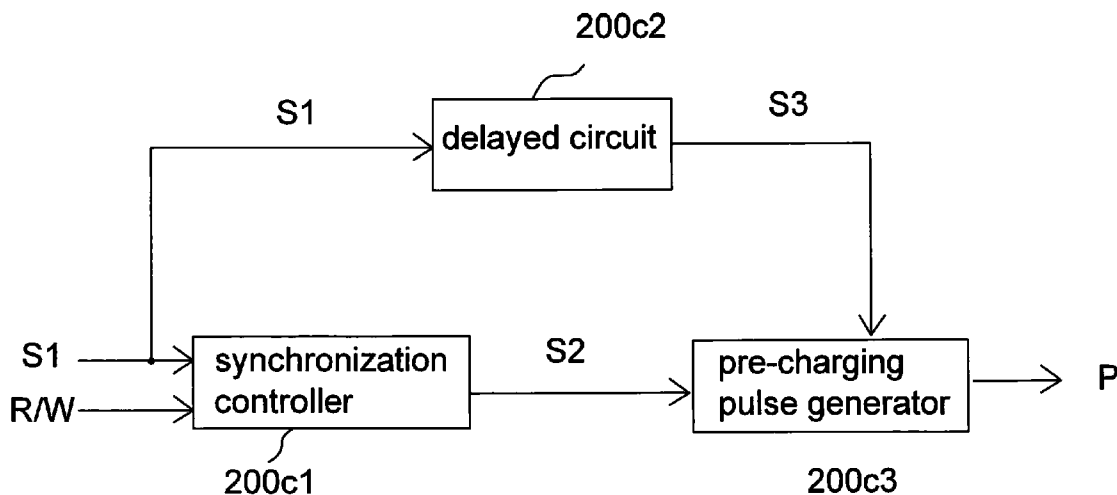 200c2
S1
delayed circuit
S3
S1
R/W
synchronization
controller
S2
pre-charging
pulse generator
P
200c1
200c3